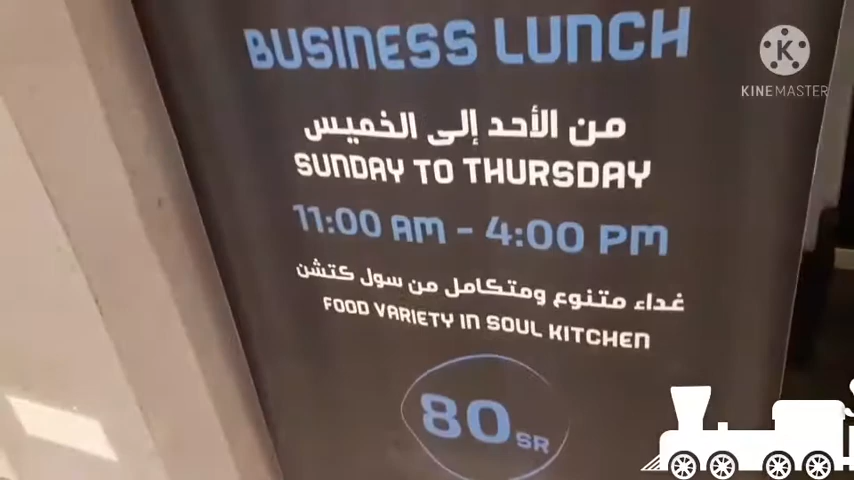 BUSINESS LUNCH
من الأحد إلى الخميس
SUNDAY TO THURSDAY
11:00 AM - 4:00 PM
غداء متنوع ومتكامل من سول كتشن
FOOD VARIETY IN SOUL KITCHEN
80 SR
K
KINEMASTER